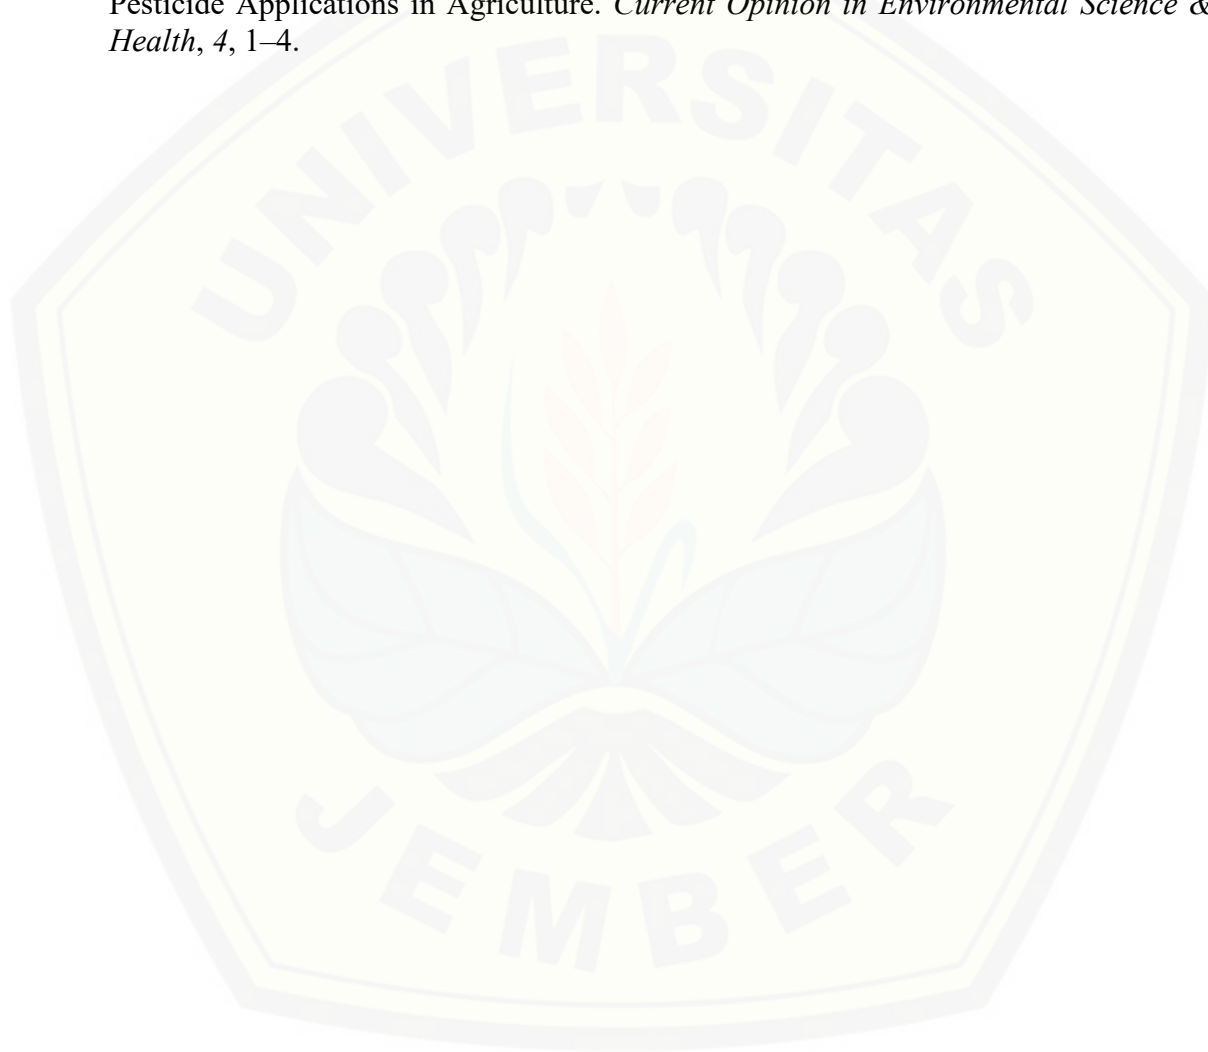 Pesticide Applications in Agriculture. Current Opinion in Environmental Science &
Health, 4, 1–4.
UNIVERSITAS
JEMBER